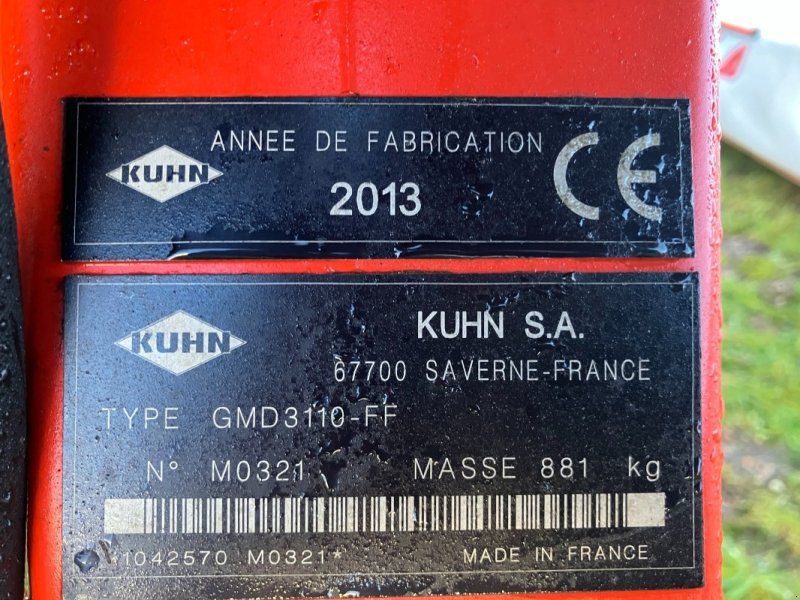 ANNEE DE FABRICATION
KUHN
2013
CE
KUHN
KUHN S.A.
67700 SAVERNE-FRANCE
TYPE GMD3110-FF
N° M0321 MASSE 881 kg
*1042570 M0321* MADE IN FRANCE